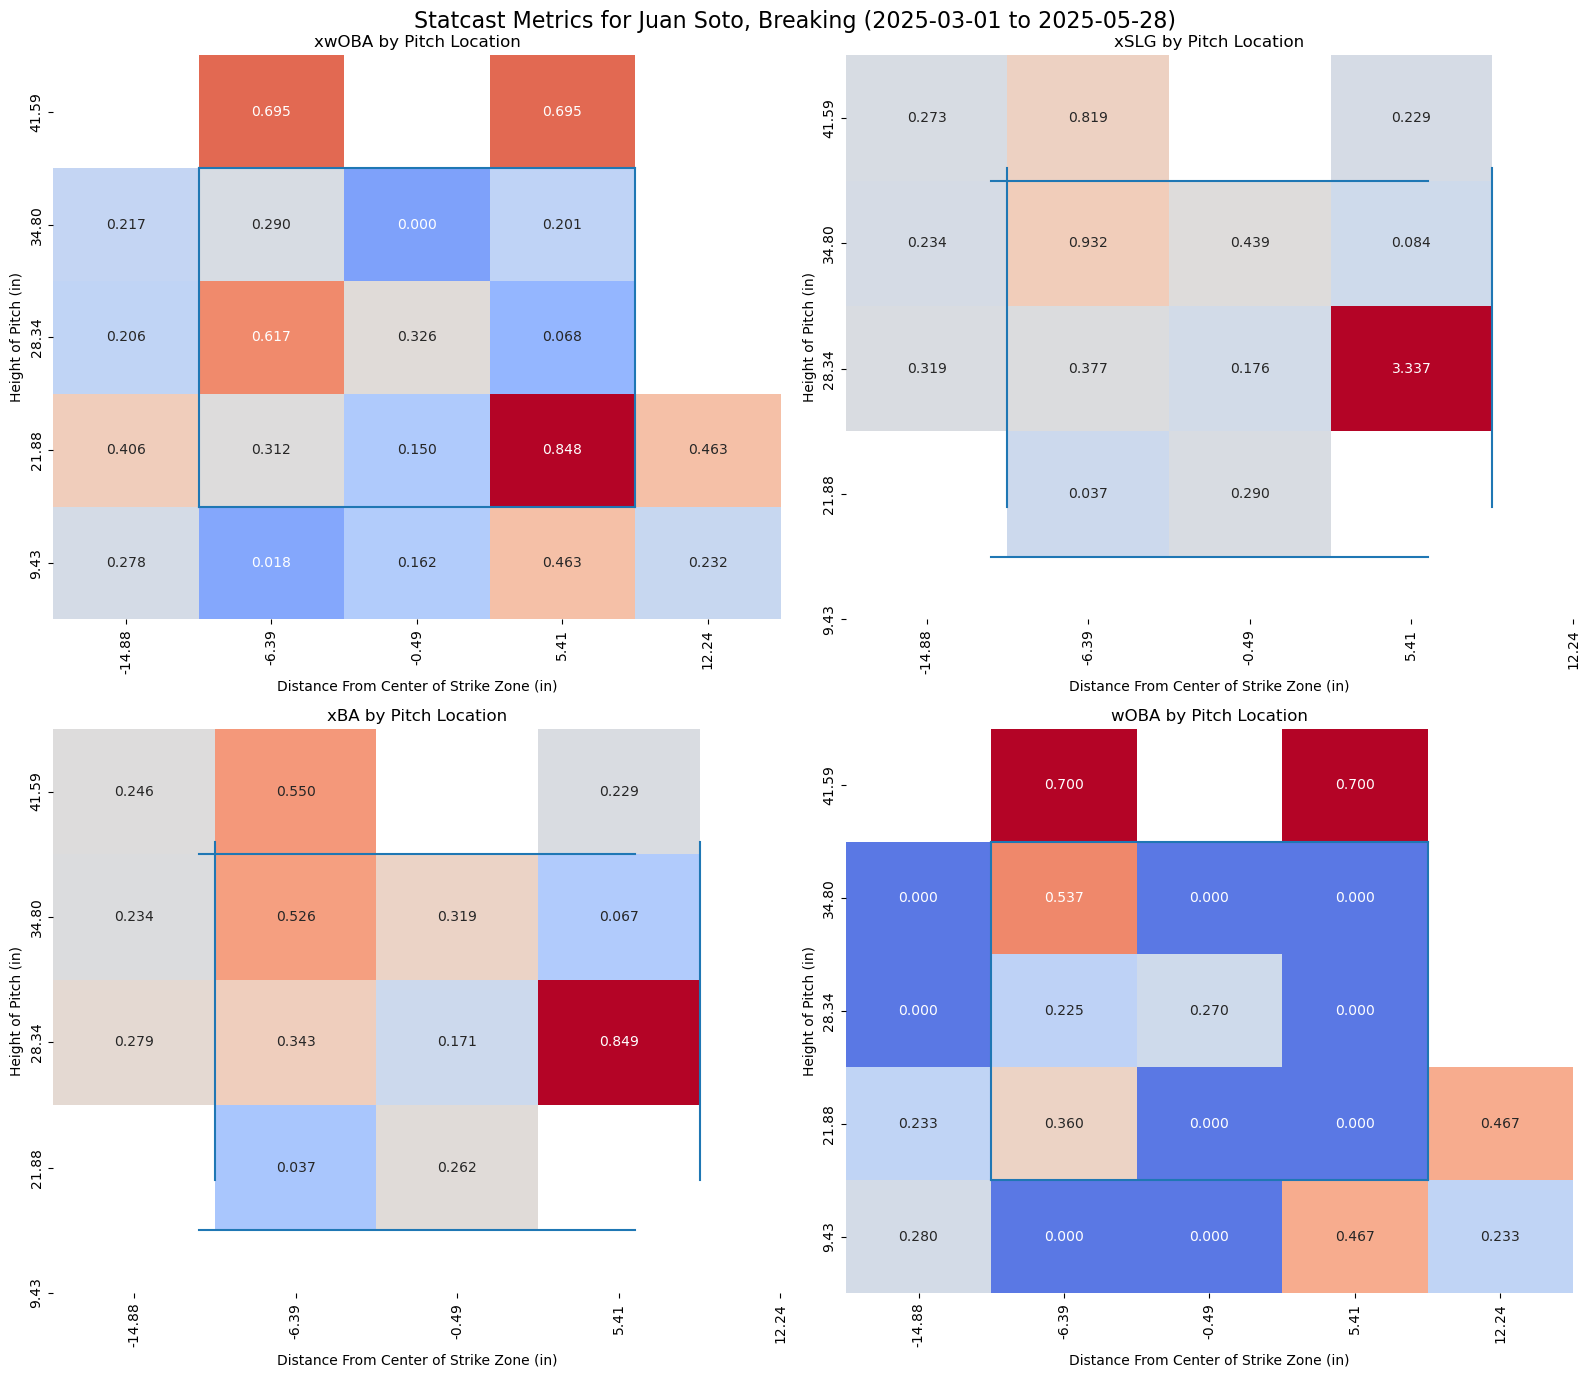 Statcast Metrics for Juan Soto, Breaking (2025-03-01 to 2025-05-28)
xwOBA by Pitch Location
Height of Pitch (in)
41.59
34.80
28.34
21.88
9.43
0.695 0.695
0.217 0.290 0.000 0.201
0.206 0.617 0.326 0.068
0.406 0.312 0.150 0.848 0.463
0.278 0.018 0.162 0.463 0.232
-14.88 -6.39 -0.49 5.41 12.24
Distance From Center of Strike Zone (in)
xSLG by Pitch Location
Height of Pitch (in)
41.59
34.80
28.34
21.88
9.43
0.273 0.819 0.229
0.234 0.932 0.439 0.084
0.319 0.377 0.176 3.337
0.037 0.290
-14.88 -6.39 -0.49 5.41 12.24
Distance From Center of Strike Zone (in)
xBA by Pitch Location
Height of Pitch (in)
41.59
34.80
28.34
21.88
9.43
0.246 0.550 0.229
0.234 0.526 0.319 0.067
0.279 0.343 0.171 0.849
0.037 0.262
-14.88 -6.39 -0.49 5.41 12.24
Distance From Center of Strike Zone (in)
wOBA by Pitch Location
Height of Pitch (in)
41.59
34.80
28.34
21.88
9.43
0.700 0.700
0.000 0.537 0.000 0.000
0.000 0.225 0.270 0.000
0.233 0.360 0.000 0.000 0.467
0.280 0.000 0.000 0.467 0.233
-14.88 -6.39 -0.49 5.41 12.24
Distance From Center of Strike Zone (in)